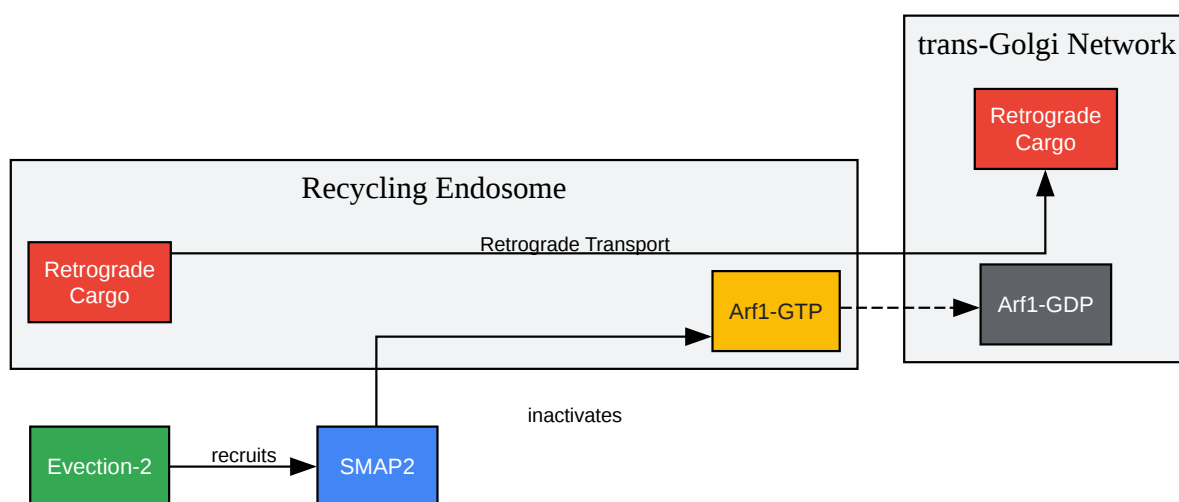 trans-Golgi Network
Retrograde
Cargo
Recycling Endosome
Retrograde Transport
Retrograde
Cargo
Arf1-GTP
Arf1-GDP
inactivates
Evection-2
recruits
SMAP2